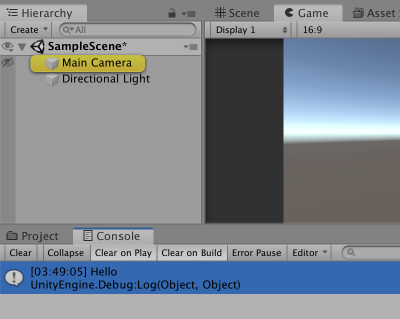 Hierarchy
Scene
Game
Asset
Create
All
Display 1
16:9
SampleScene*
Main Camera
Directional Light
Project
Console
Clear
Collapse
Clear on Play
Clear on Build
Error Pause
Editor
[03:49:05] Hello
UnityEngine.Debug:Log(Object, Object)